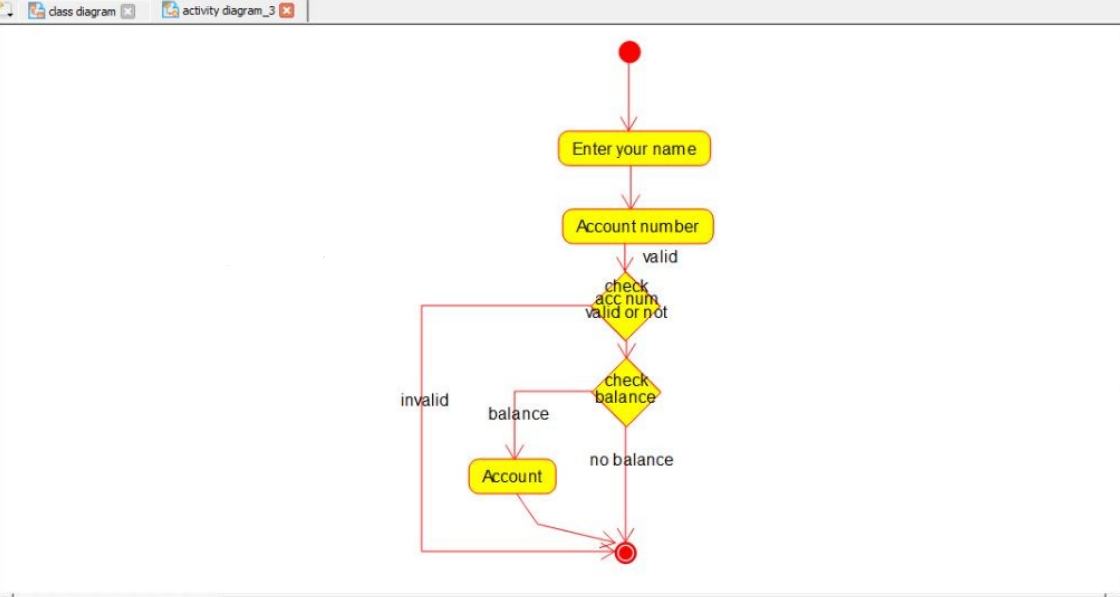 class diagram
activity diagram_3
Enter your name
Account number
valid
check
acc num
valid or not
check
balance
invalid
balance
no balance
Account